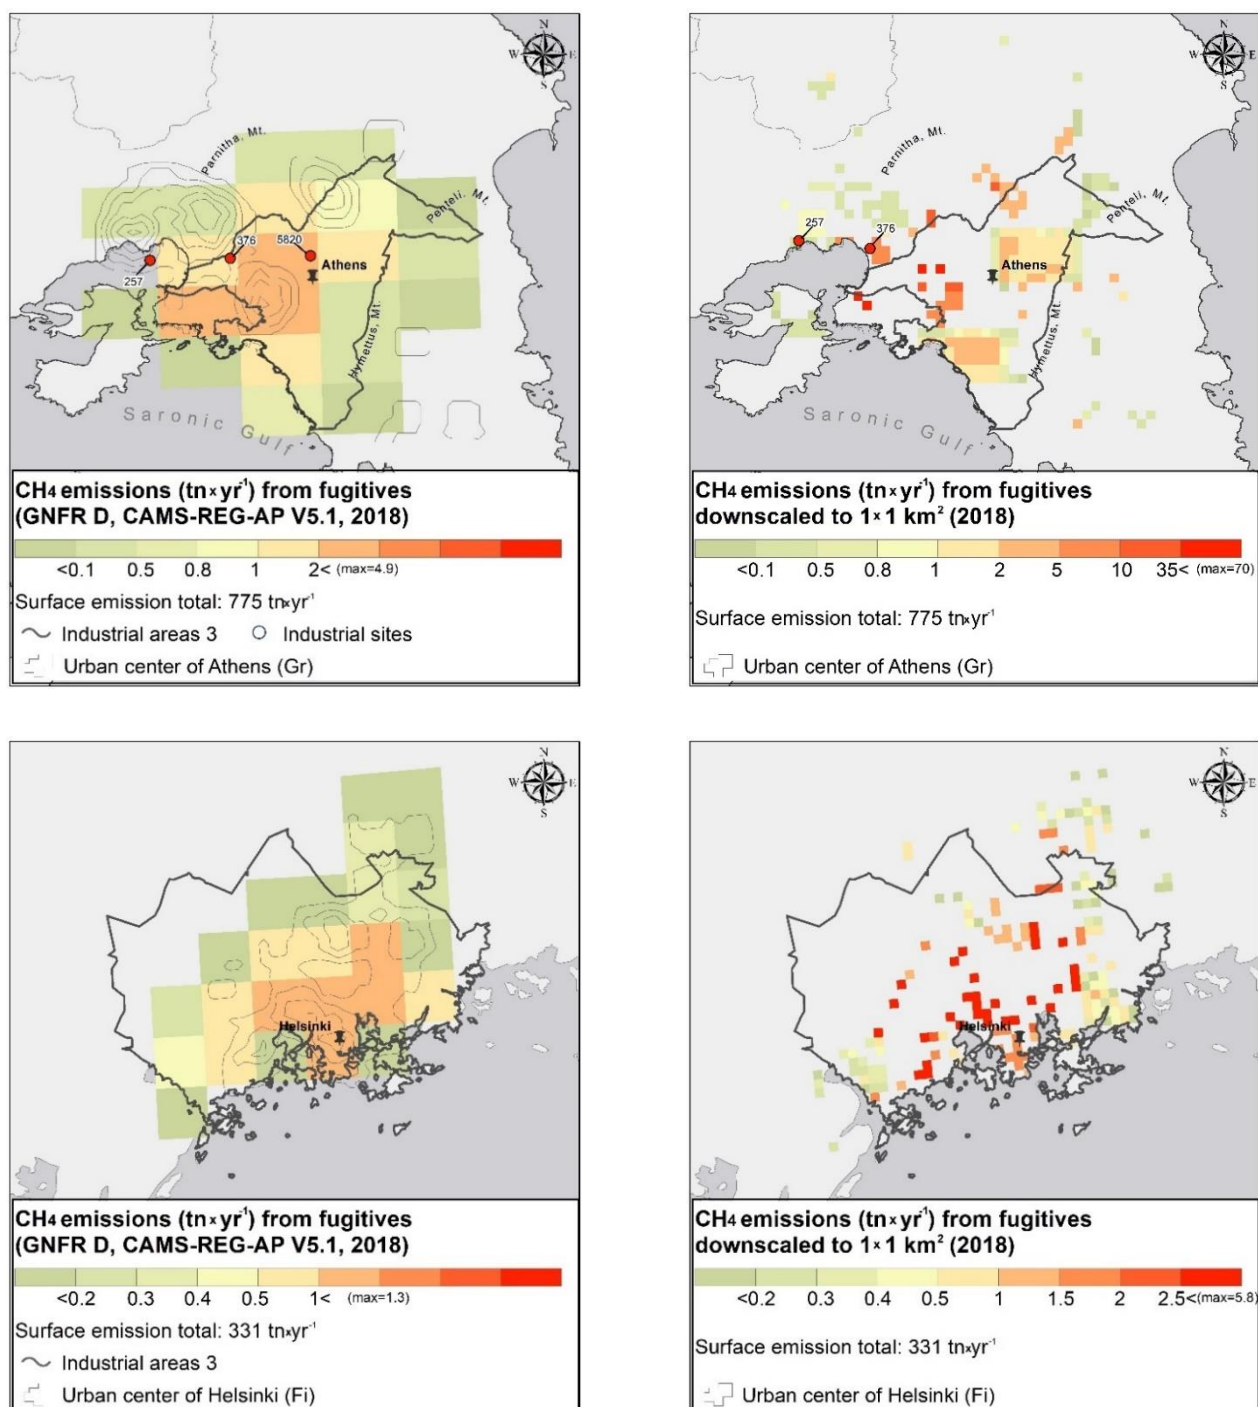 N
W E
S
Parnitha, Mt.
Penteli, Mt.
376
5820
257
Athens
Hymettus, Mt.
Saronic Gulf
CH4 emissions (tn×yr-1) from fugitives
(GNFR D, CAMS-REG-AP V5.1, 2018)
<0.1 0.5 0.8 1 2< (max=4.9)
Surface emission total: 775 tn×yr-1
Industrial areas 3 Industrial sites
Urban center of Athens (Gr)
N
W E
S
Parnitha, Mt.
Penteli, Mt.
257
376
Athens
Hymettus, Mt.
Saronic Gulf
CH4 emissions (tn×yr-1) from fugitives
downscaled to 1×1 km² (2018)
<0.1 0.5 0.8 1 2 5 10 35< (max=70)
Surface emission total: 775 tn×yr-1
Urban center of Athens (Gr)
N
W E
S
Helsinki
CH4 emissions (tn×yr-1) from fugitives
(GNFR D, CAMS-REG-AP V5.1, 2018)
<0.2 0.3 0.4 0.5 1< (max=1.3)
Surface emission total: 331 tn×yr-1
Industrial areas 3
Urban center of Helsinki (Fi)
N
W E
S
Helsinki
CH4 emissions (tn×yr-1) from fugitives
downscaled to 1×1 km² (2018)
<0.2 0.3 0.4 0.5 1 1.5 2 2.5<(max=5.8)
Surface emission total: 331 tn×yr-1
Urban center of Helsinki (Fi)